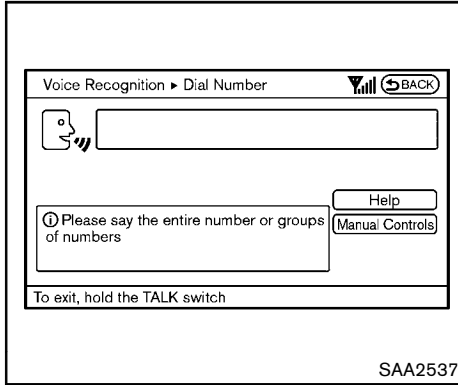 Voice Recognition ▸ Dial Number BACK
Help
ⓘ Please say the entire number or groups
of numbers
Manual Controls
To exit, hold the TALK switch
SAA2537